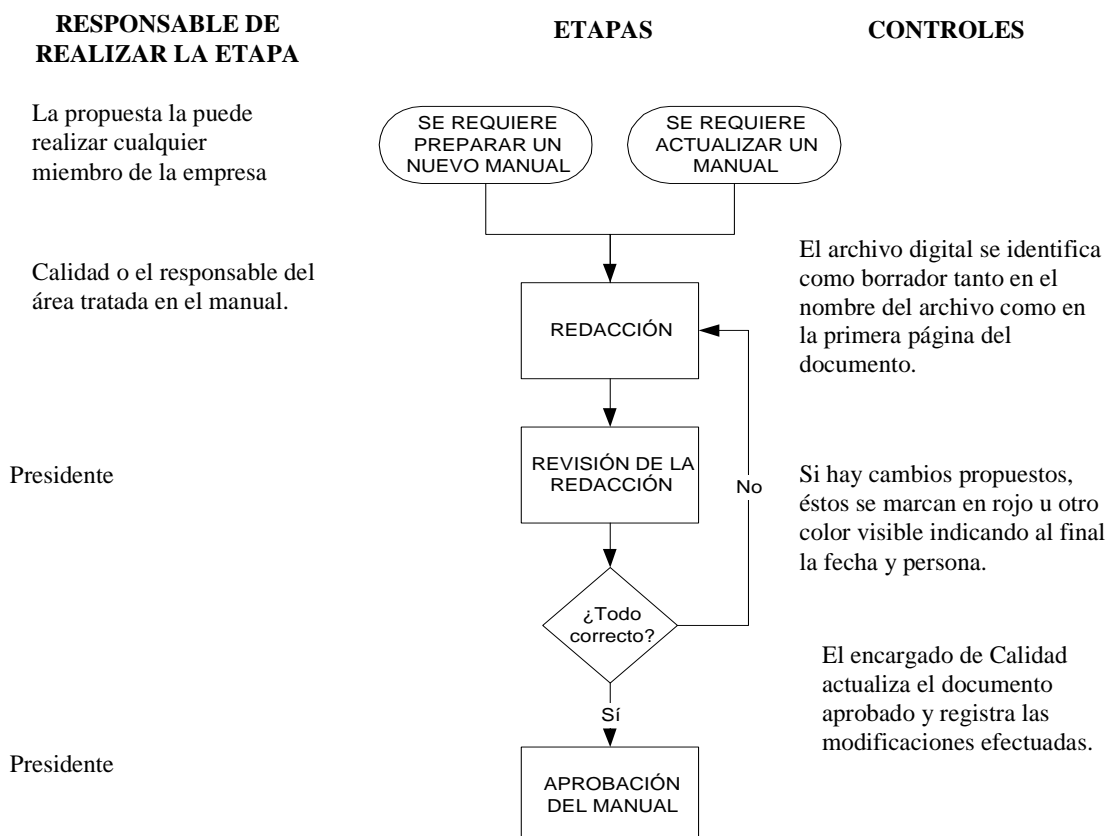 RESPONSABLE DE
REALIZAR LA ETAPA
ETAPAS
CONTROLES
La propuesta la puede
realizar cualquier
miembro de la empresa
SE REQUIERE
PREPARAR UN
NUEVO MANUAL
SE REQUIERE
ACTUALIZAR UN
MANUAL
Calidad o el responsable del
área tratada en el manual.
REDACCIÓN
El archivo digital se identifica
como borrador tanto en el
nombre del archivo como en
la primera página del
documento.
Presidente
REVISIÓN DE LA
REDACCIÓN
No
Si hay cambios propuestos,
éstos se marcan en rojo u otro
color visible indicando al final
la fecha y persona.
¿Todo
correcto?
El encargado de Calidad
actualiza el documento
aprobado y registra las
modificaciones efectuadas.
Sí
Presidente
APROBACIÓN
DEL MANUAL